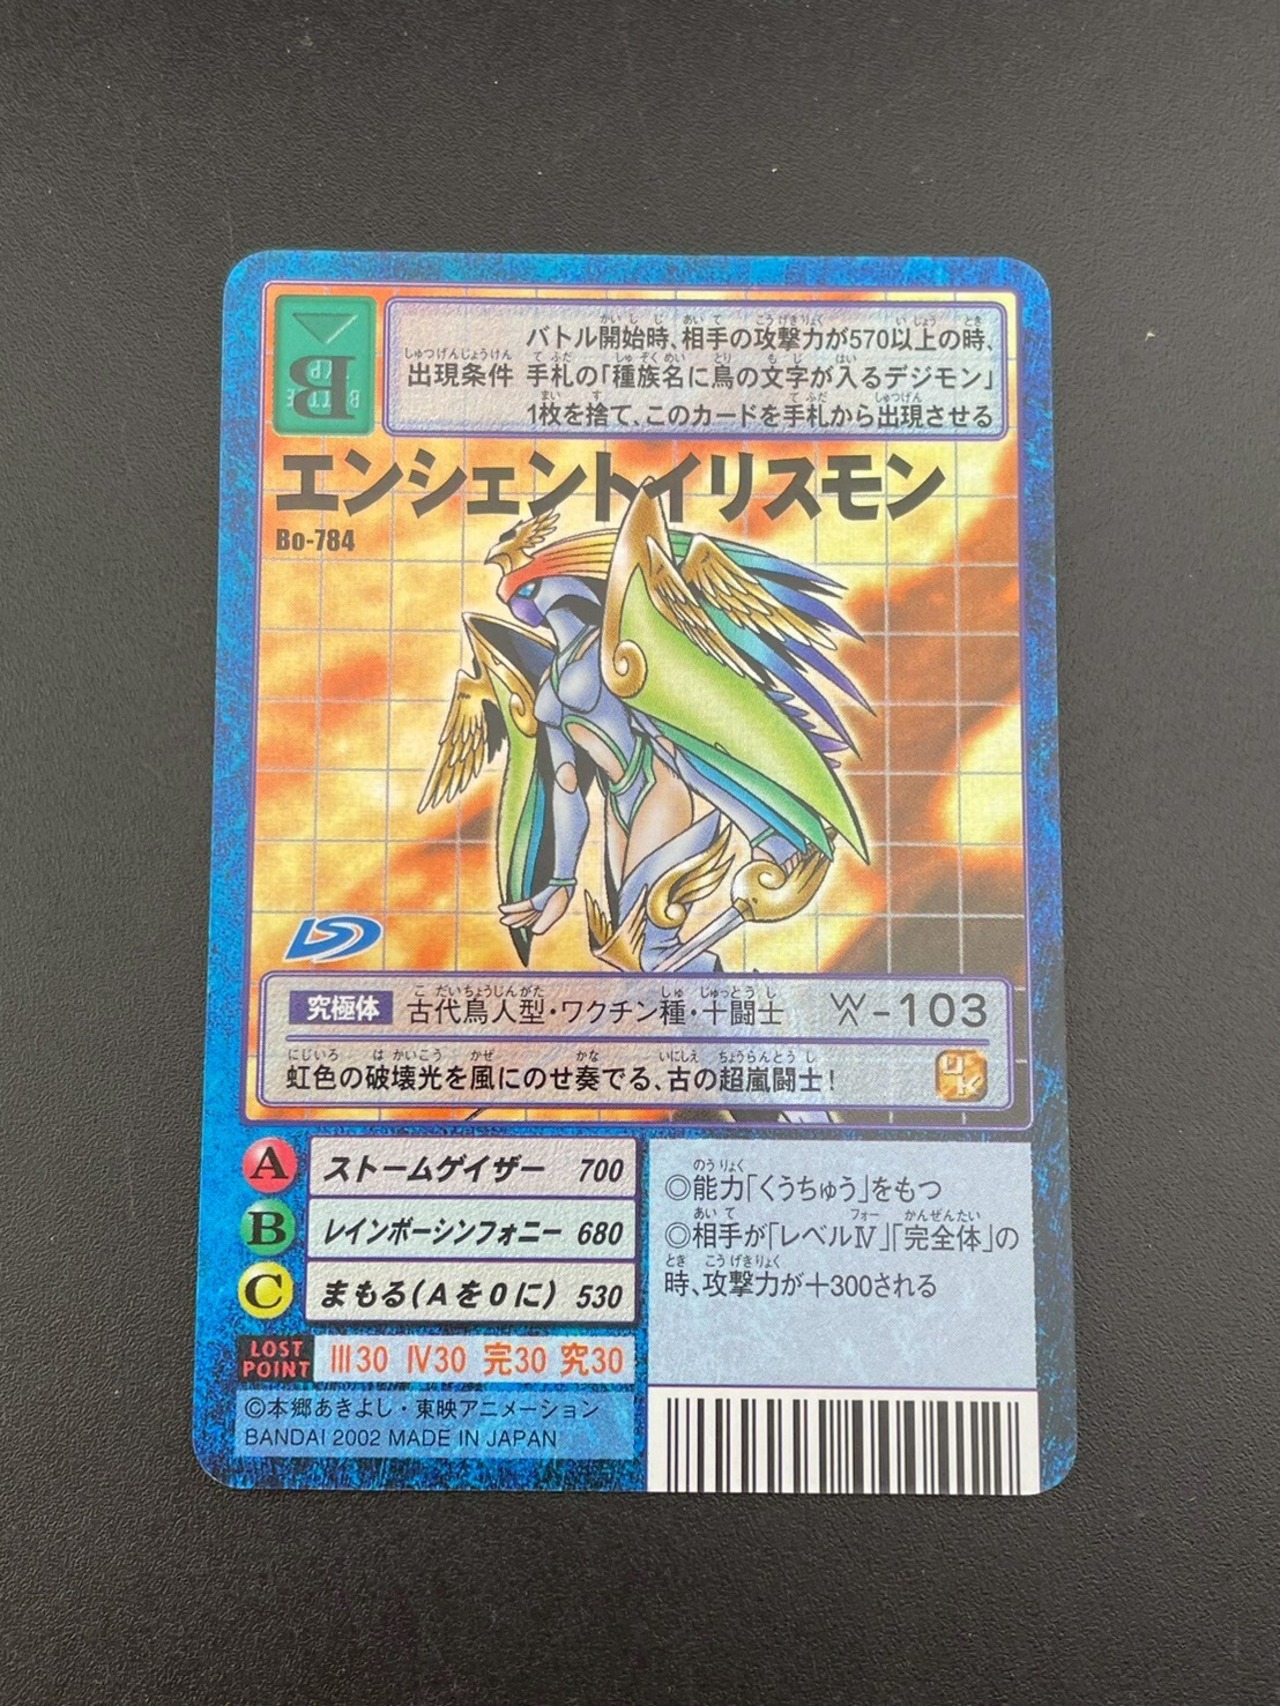 バトル開始時、相手の攻撃力が570以上の時、
出現条件 手札の「種族名に鳥の文字が入るデジモン」
1枚を捨て、このカードを手札から出現させる
B
エンシェントイリスモン
Bo-784
究極体 古代鳥人型・ワクチン種・十闘士 W-103
虹色の破壊光を風にのせ奏でる、古の超嵐闘士!
A ストームゲイザー 700
B レインボーシンフォニー 680
C まもる(Aを0に) 530
LOST POINT III30 IV30 完30 究30
◎能力「くうちゅう」をもつ
◎相手が「レベルⅣ」「完全体」の
時、攻撃力が+300される
©本郷あきよし・東映アニメーション
BANDAI 2002 MADE IN JAPAN